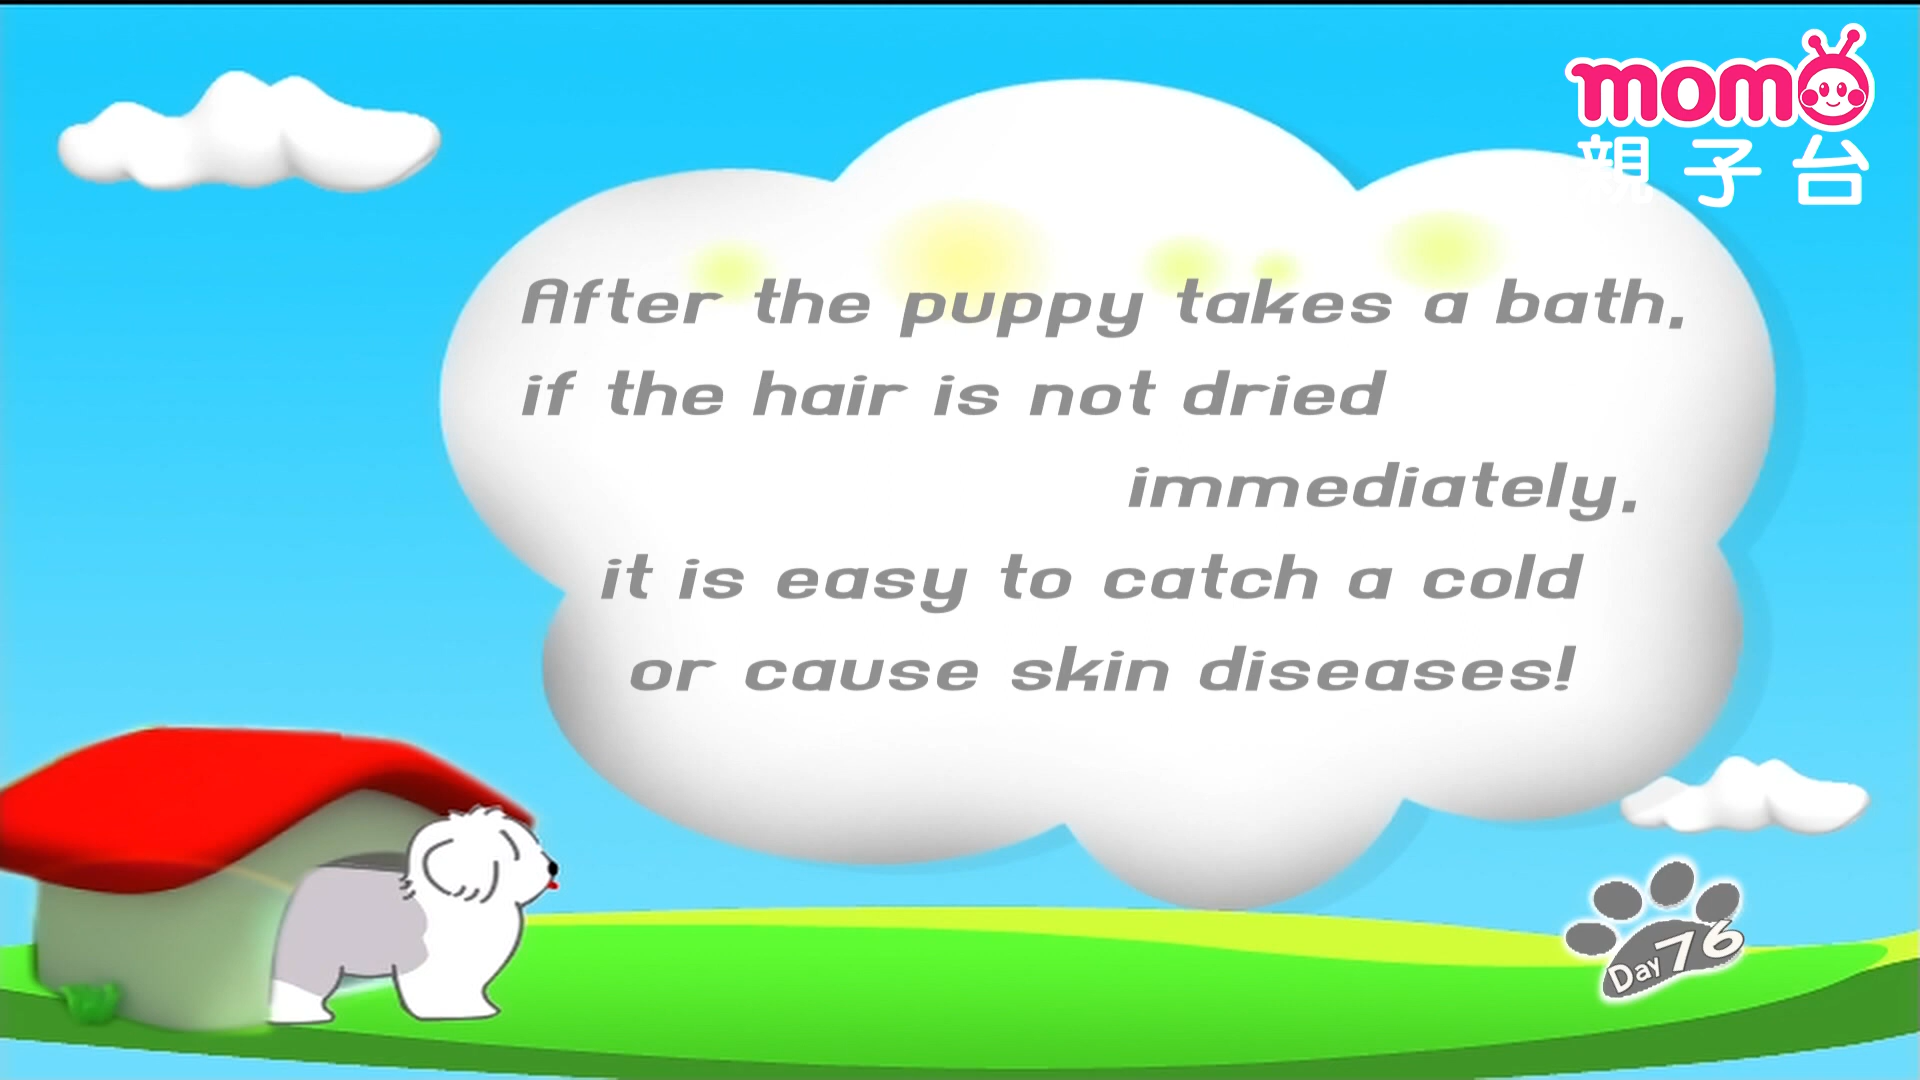 momo
親子台
After the puppy takes a bath,
if the hair is not dried
immediately,
it is easy to catch a cold
or cause skin diseases!
Day 76